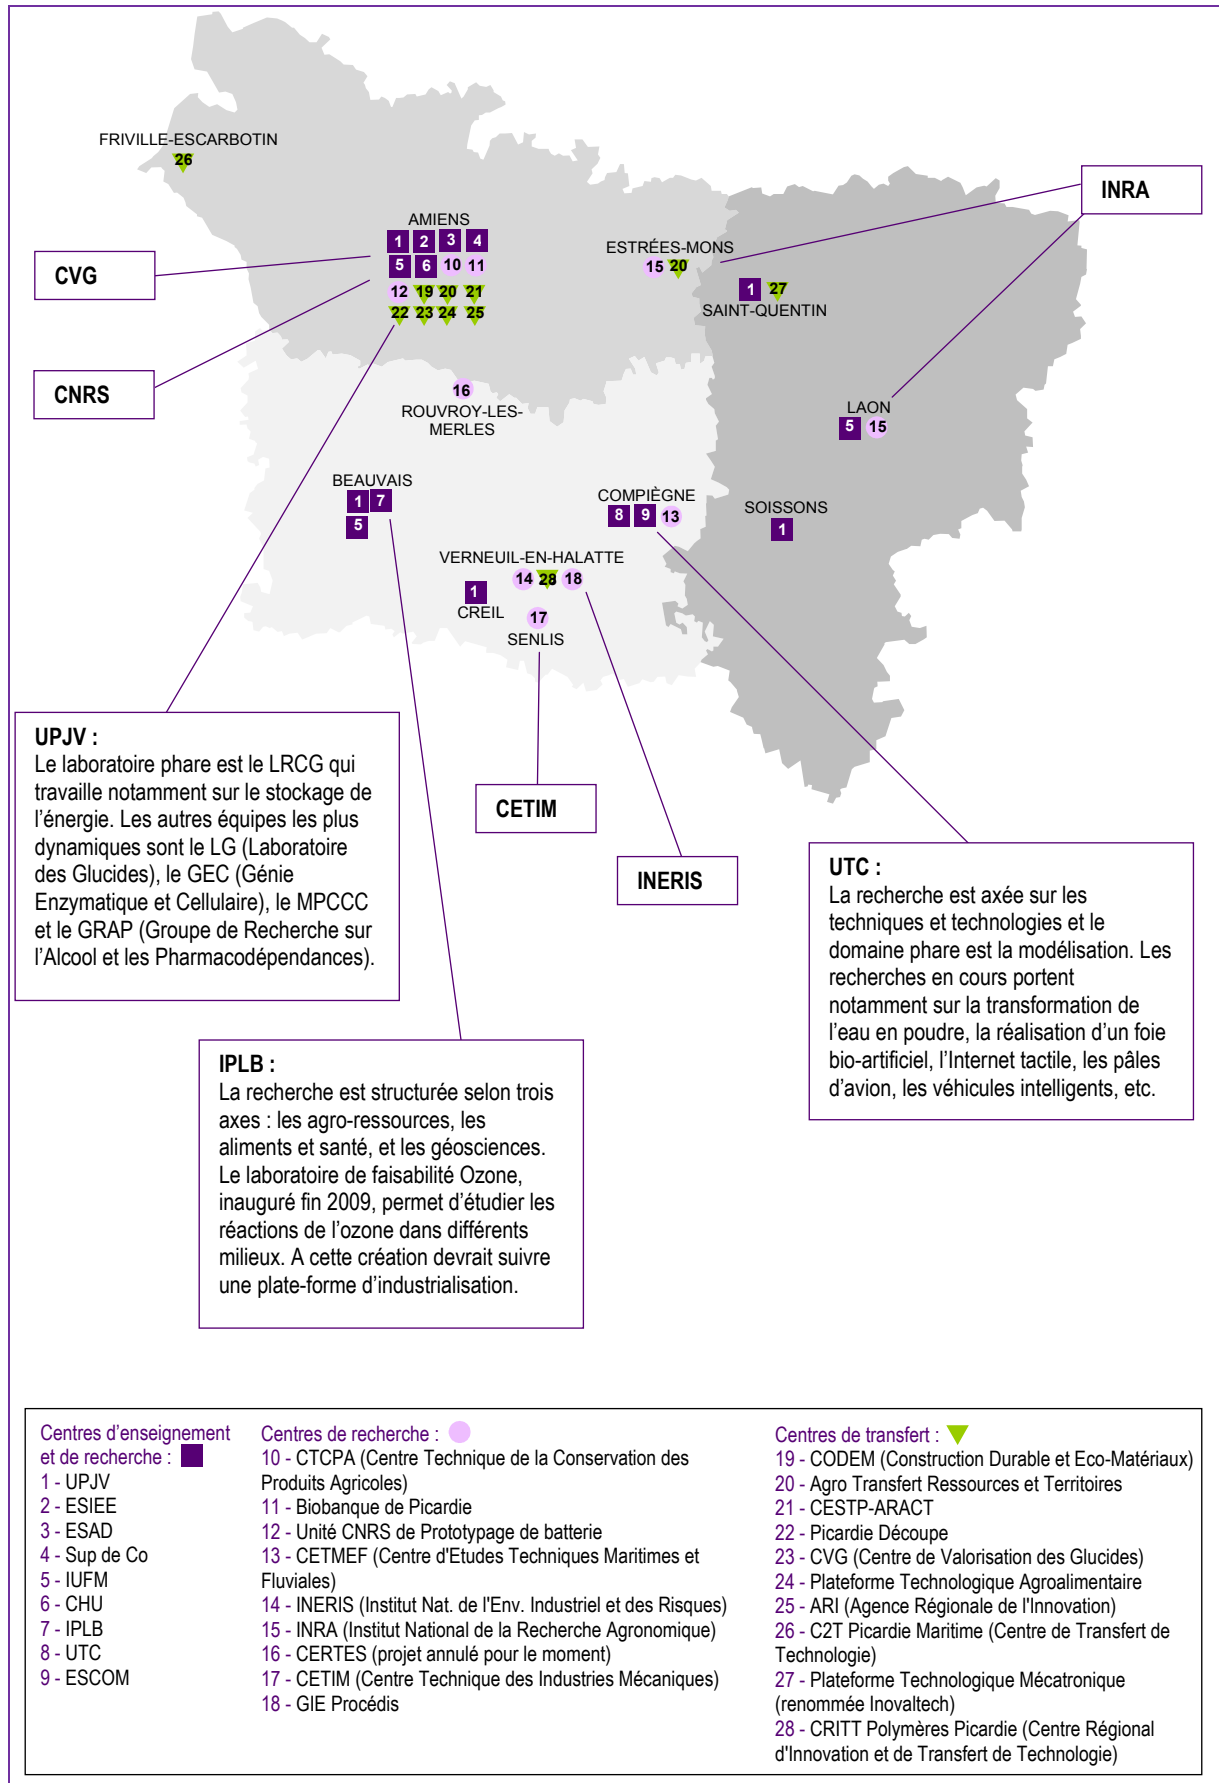 FRIVILLE-ESCARBOTIN
26
INRA
AMIENS
1 2 3 4
5 6 10 11
12 19 20 21
22 23 24 25
ESTRÉES-MONS
15 20
CVG
1 27
SAINT-QUENTIN
CNRS
16
ROUVROY-LES-
MERLES
LAON
5 15
BEAUVAIS
1 7
5
COMPIÈGNE
8 9 13
SOISSONS
1
VERNEUIL-EN-HALATTE
14 28 18
1
CREIL
17
SENLIS
UPJV :
Le laboratoire phare est le LRCG qui
travaille notamment sur le stockage de
l'énergie. Les autres équipes les plus
dynamiques sont le LG (Laboratoire
des Glucides), le GEC (Génie
Enzymatique et Cellulaire), le MPCCC
et le GRAP (Groupe de Recherche sur
l'Alcool et les Pharmacodépendances).
CETIM
INERIS
UTC :
La recherche est axée sur les
techniques et technologies et le
domaine phare est la modélisation. Les
recherches en cours portent
notamment sur la transformation de
l'eau en poudre, la réalisation d'un foie
bio-artificiel, l'Internet tactile, les pâles
d'avion, les véhicules intelligents, etc.
IPLB :
La recherche est structurée selon trois
axes : les agro-ressources, les
aliments et santé, et les géosciences.
Le laboratoire de faisabilité Ozone,
inauguré fin 2009, permet d'étudier les
réactions de l'ozone dans différents
milieux. A cette création devrait suivre
une plate-forme d'industrialisation.
Centres d'enseignement
et de recherche :
1 - UPJV
2 - ESIEE
3 - ESAD
4 - Sup de Co
5 - IUFM
6 - CHU
7 - IPLB
8 - UTC
9 - ESCOM
Centres de recherche :
10 - CTCPA (Centre Technique de la Conservation des
Produits Agricoles)
11 - Biobanque de Picardie
12 - Unité CNRS de Prototypage de batterie
13 - CETMEF (Centre d'Etudes Techniques Maritimes et
Fluviales)
14 - INERIS (Institut Nat. de l'Env. Industriel et des Risques)
15 - INRA (Institut National de la Recherche Agronomique)
16 - CERTES (projet annulé pour le moment)
17 - CETIM (Centre Technique des Industries Mécaniques)
18 - GIE Procédis
Centres de transfert :
19 - CODEM (Construction Durable et Eco-Matériaux)
20 - Agro Transfert Ressources et Territoires
21 - CESTP-ARACT
22 - Picardie Découpe
23 - CVG (Centre de Valorisation des Glucides)
24 - Plateforme Technologique Agroalimentaire
25 - ARI (Agence Régionale de l'Innovation)
26 - C2T Picardie Maritime (Centre de Transfert de
Technologie)
27 - Plateforme Technologique Mécatronique
(renommée Inovaltech)
28 - CRITT Polymères Picardie (Centre Régional
d'Innovation et de Transfert de Technologie)